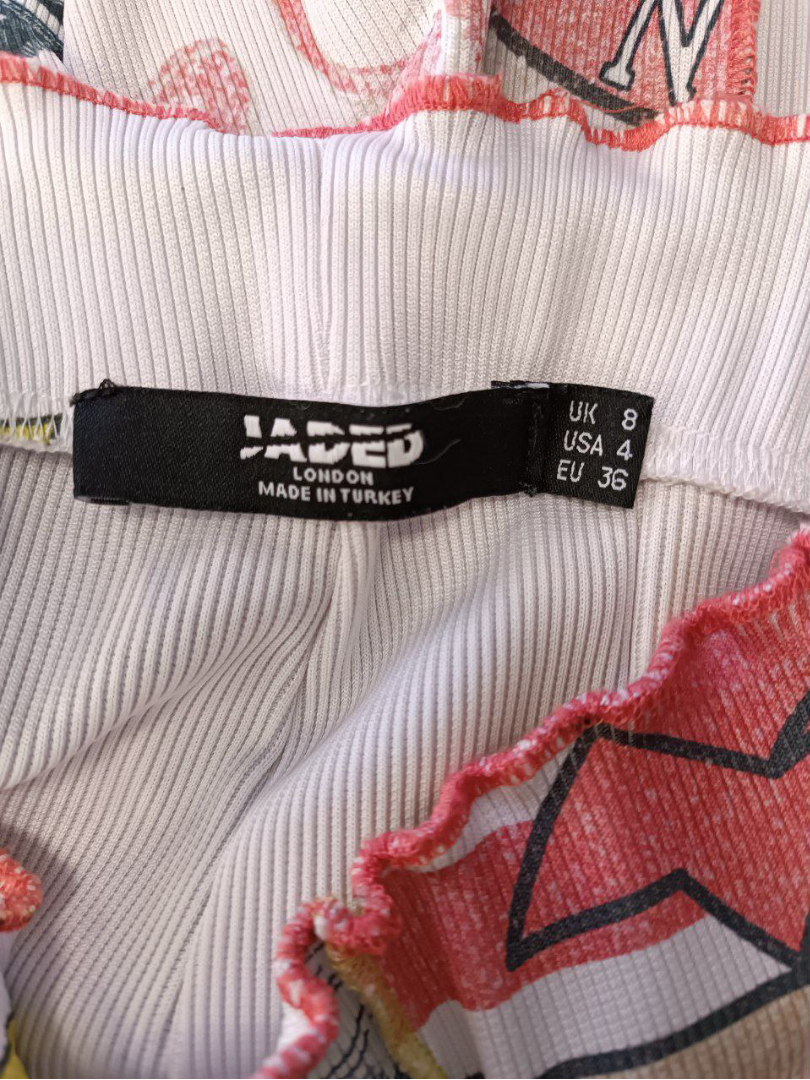 N
JADED
LONDON
MADE IN TURKEY
UK 8
USA 4
EU 36